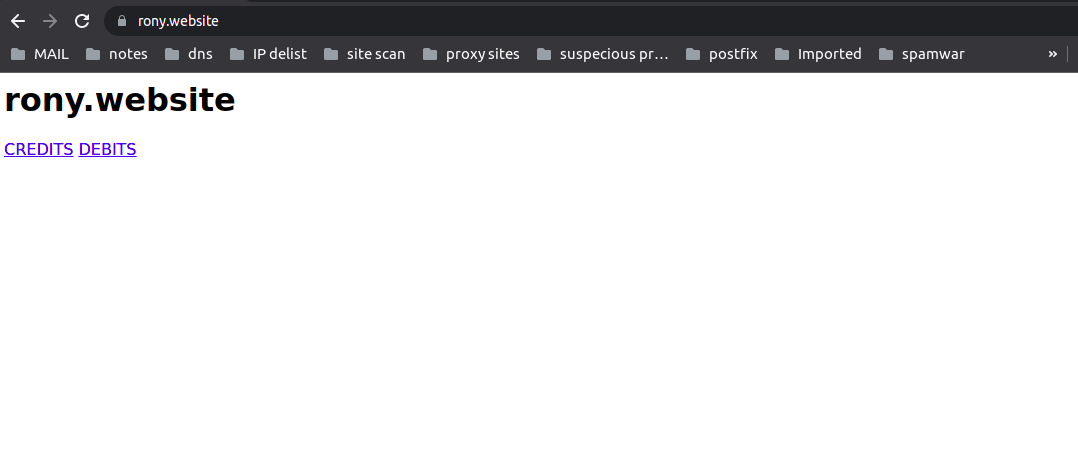 rony.website
MAIL notes dns IP delist site scan proxy sites suspecious pr... postfix Imported spamwar »
rony.website
CREDITS DEBITS